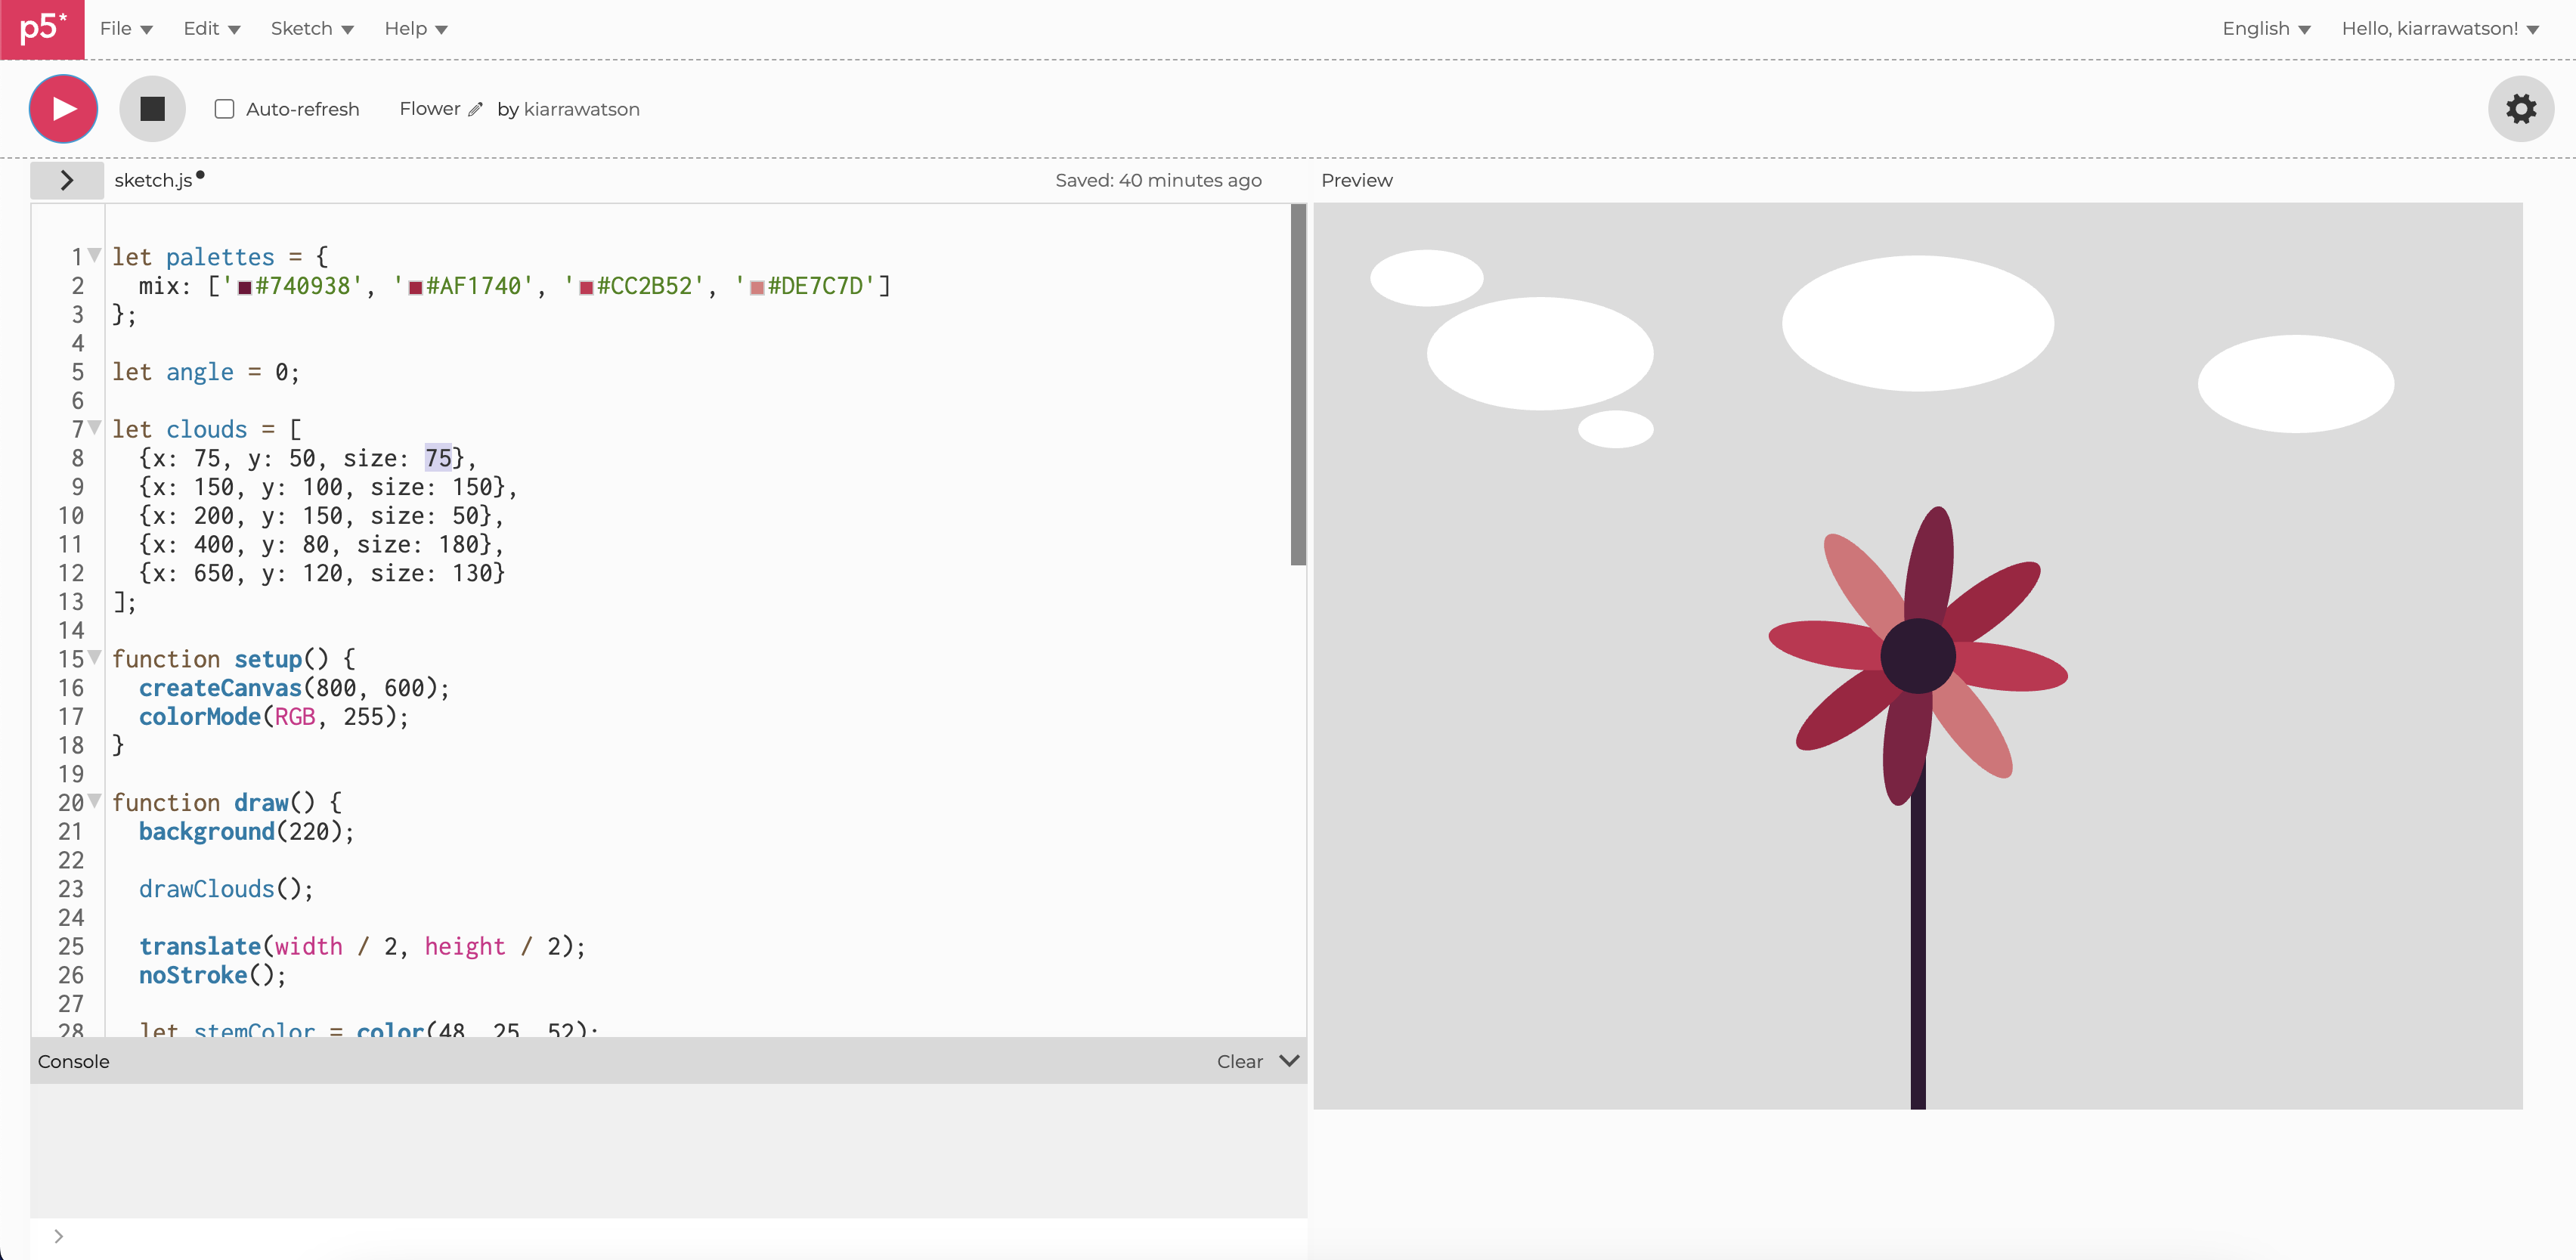 p5*
File Edit Sketch Help English Hello, kiarrawatson!
Auto-refresh Flower by kiarrawatson
sketch.js Saved: 40 minutes ago Preview
1 let palettes = {
2 mix: ['#740938', '#AF1740', '#CC2B52', '#DE7C7D']
3 };
4
5 let angle = 0;
6
7 let clouds = [
8 {x: 75, y: 50, size: 75},
9 {x: 150, y: 100, size: 150},
10 {x: 200, y: 150, size: 50},
11 {x: 400, y: 80, size: 180},
12 {x: 650, y: 120, size: 130}
13 ];
14
15 function setup() {
16 createCanvas(800, 600);
17 colorMode(RGB, 255);
18 }
19
20 function draw() {
21 background(220);
22
23 drawClouds();
24
25 translate(width / 2, height / 2);
26 noStroke();
27
28 let stemColor = color(48, 25, 52);
Console Clear
>